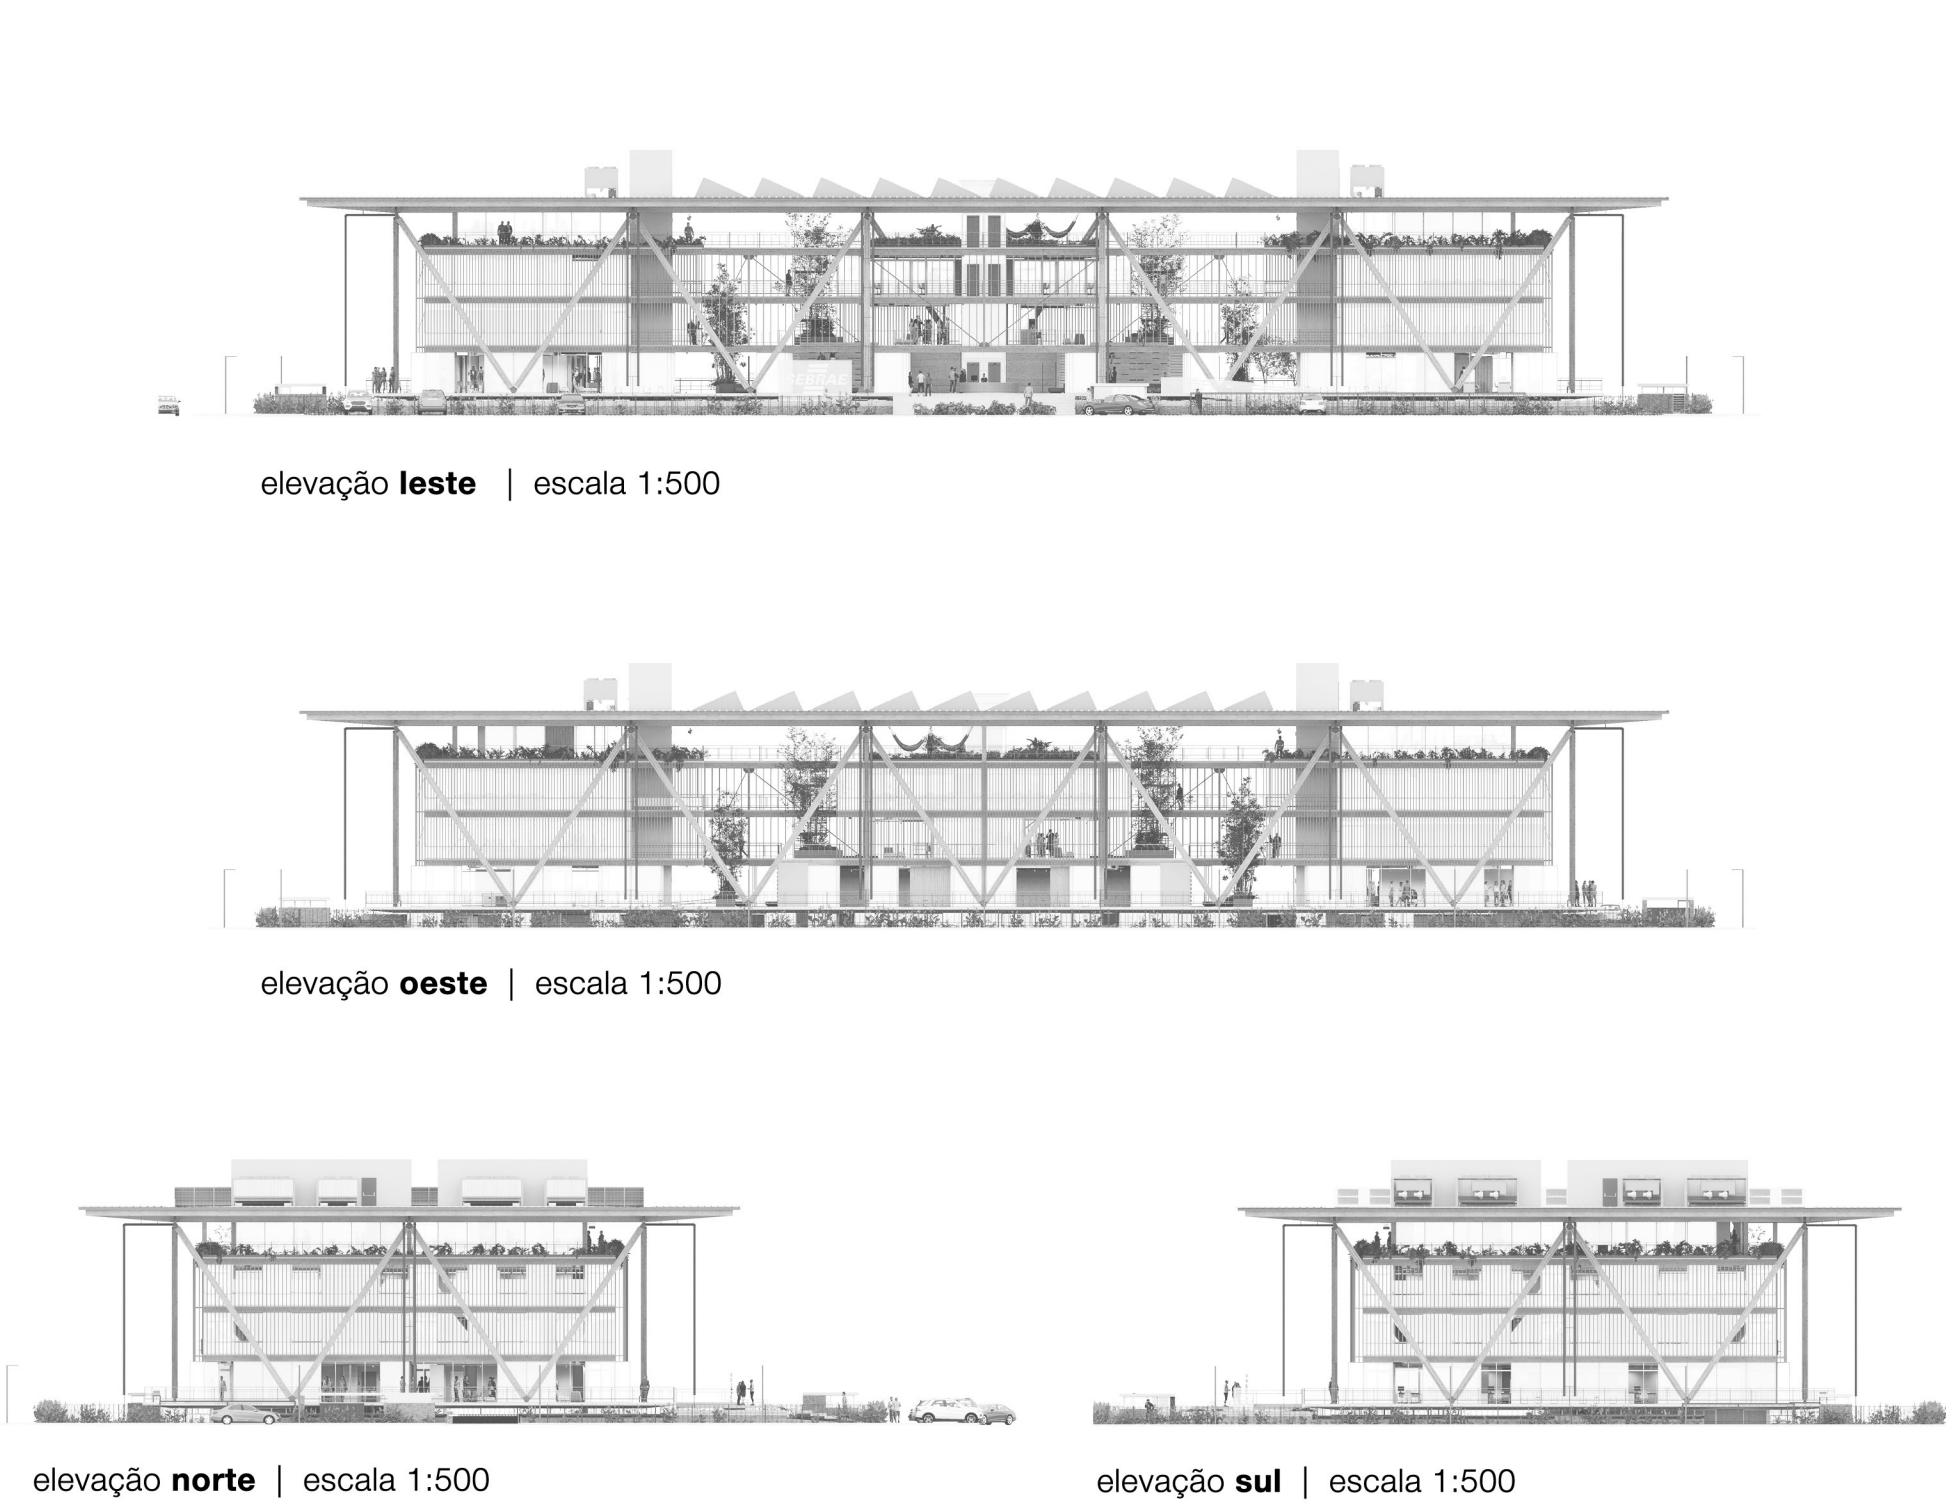 SEBRAE
elevação leste | escala 1:500
elevação oeste | escala 1:500
elevação norte | escala 1:500
elevação sul | escala 1:500